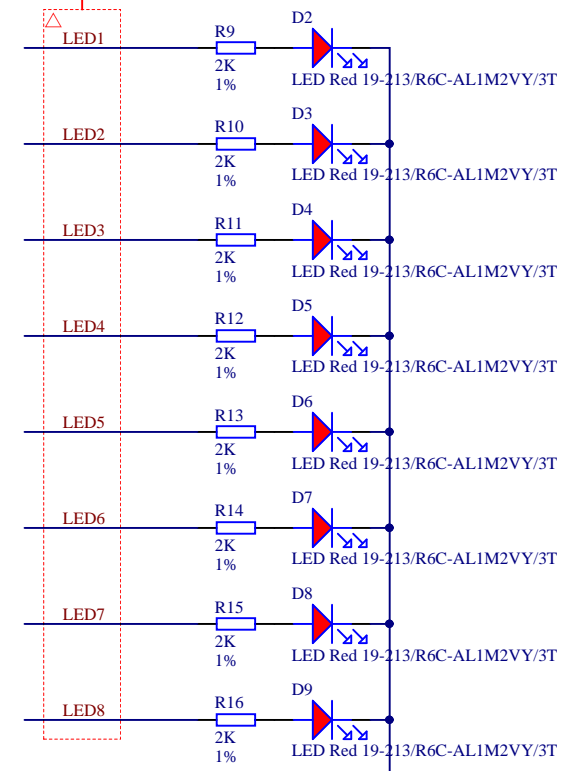 D2
LED1
R9
2K
LED Red 19-213/R6C-AL1M2VY/3T
1%
D3
LED2
R10
2K
LED Red 19-213/R6C-AL1M2VY/3T
1%
D4
LED3
R11
2K
LED Red 19-213/R6C-AL1M2VY/3T
1%
D5
LED4
R12
2K
LED Red 19-213/R6C-AL1M2VY/3T
1%
D6
LED5
R13
2K
LED Red 19-213/R6C-AL1M2VY/3T
1%
D7
LED6
R14
2K
LED Red 19-213/R6C-AL1M2VY/3T
1%
D8
LED7
R15
2K
LED Red 19-213/R6C-AL1M2VY/3T
1%
D9
LED8
R16
2K
LED Red 19-213/R6C-AL1M2VY/3T
1%